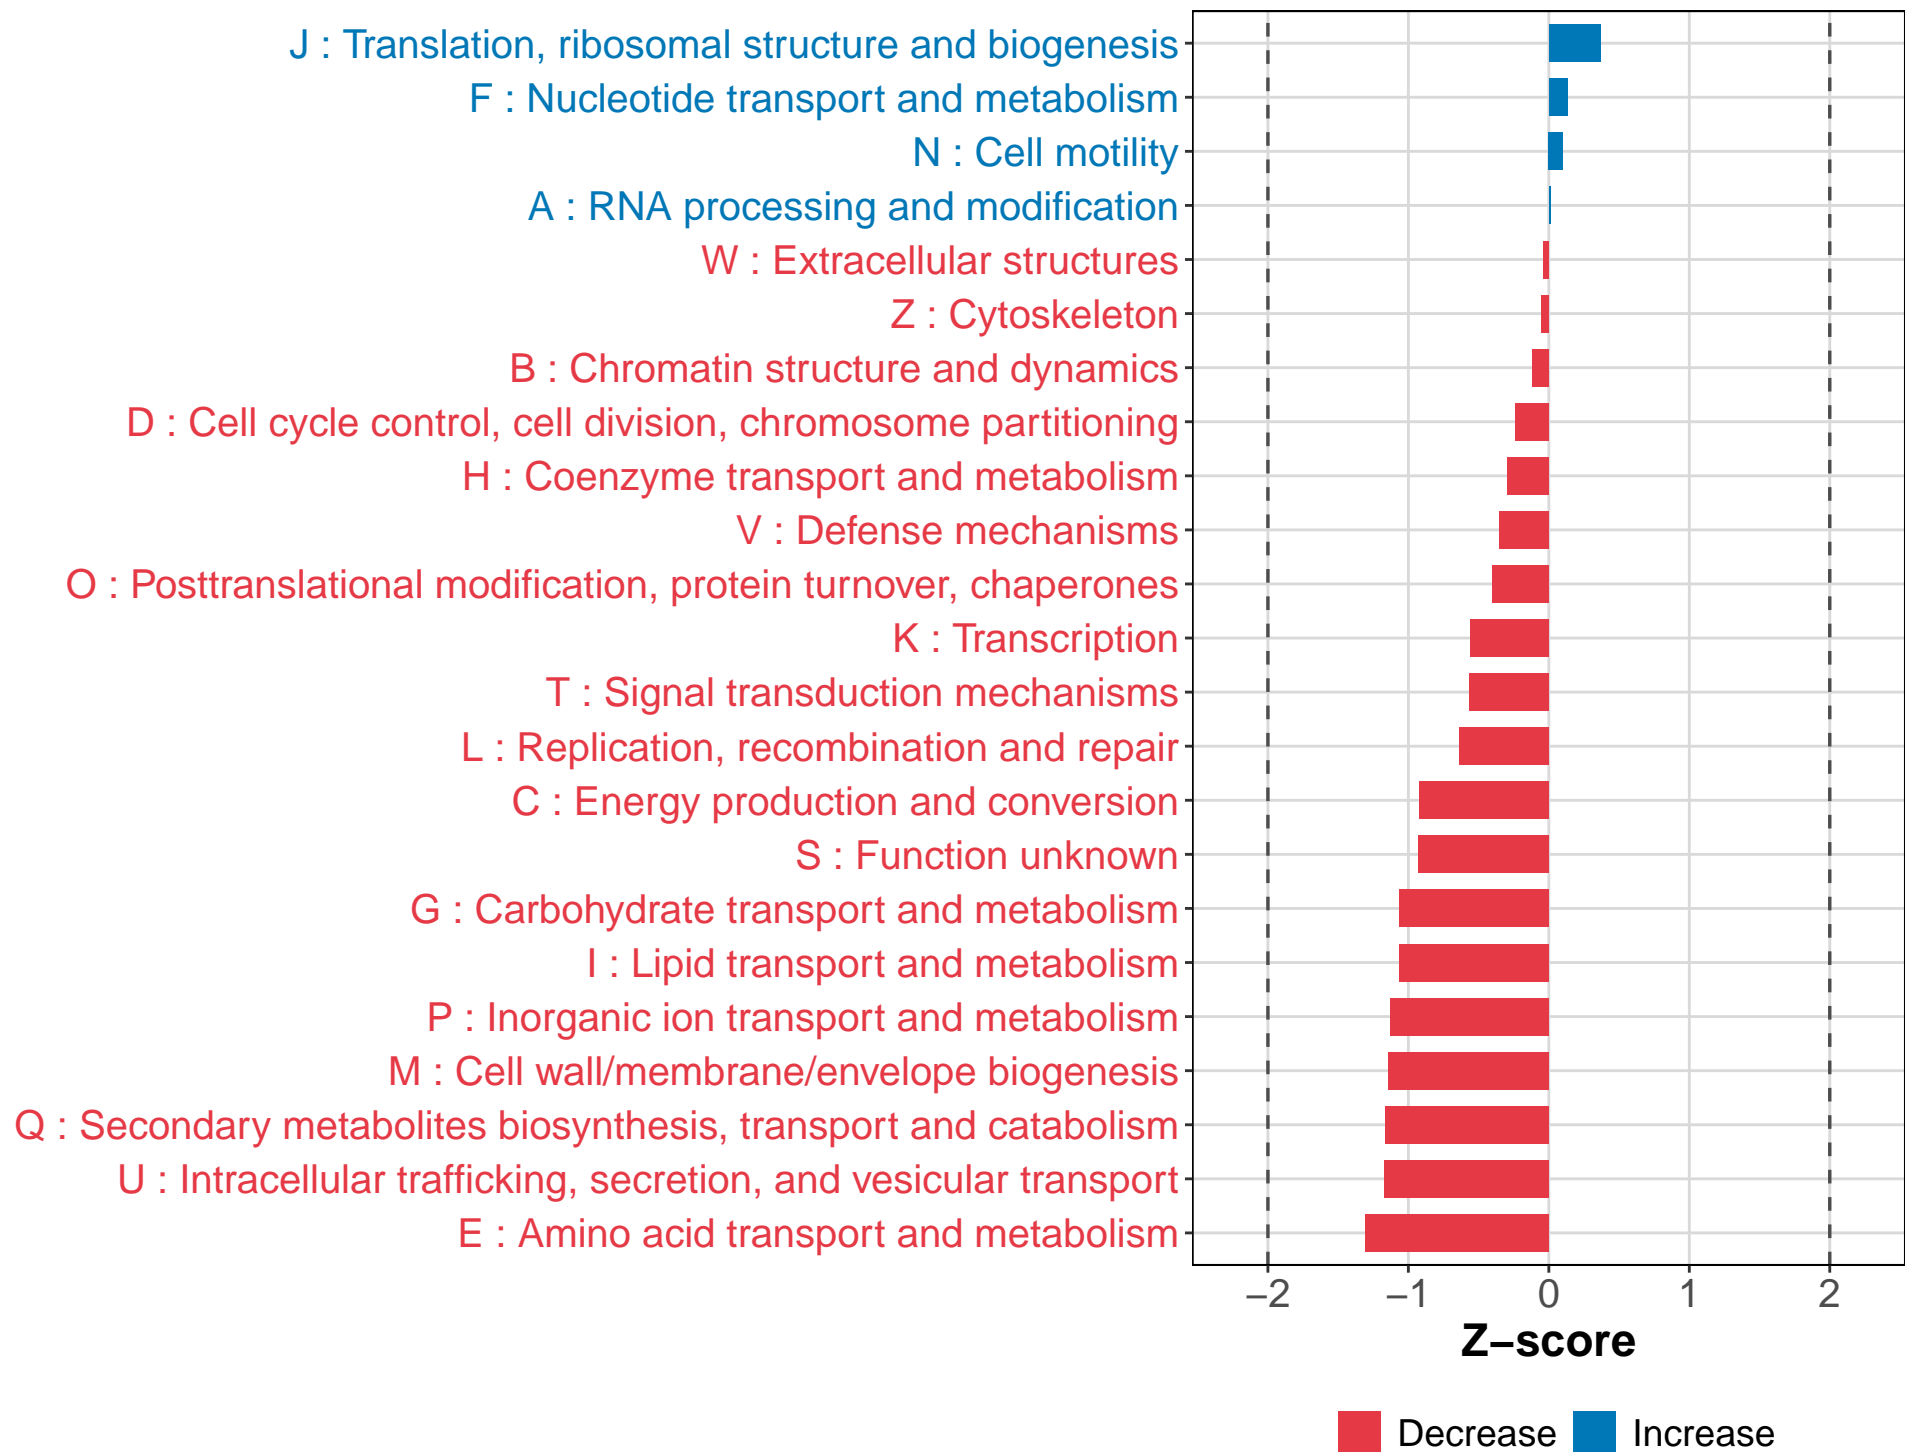 J : Translation, ribosomal structure and biogenesis
F : Nucleotide transport and metabolism
N : Cell motility
A : RNA processing and modification
W : Extracellular structures
Z : Cytoskeleton
B : Chromatin structure and dynamics
D : Cell cycle control, cell division, chromosome partitioning
H : Coenzyme transport and metabolism
V : Defense mechanisms
O : Posttranslational modification, protein turnover, chaperones
K : Transcription
T : Signal transduction mechanisms
L : Replication, recombination and repair
C : Energy production and conversion
S : Function unknown
G : Carbohydrate transport and metabolism
I : Lipid transport and metabolism
P : Inorganic ion transport and metabolism
M : Cell wall/membrane/envelope biogenesis
Q : Secondary metabolites biosynthesis, transport and catabolism
U : Intracellular trafficking, secretion, and vesicular transport
E : Amino acid transport and metabolism
−2 −1 0 1 2
Z−score
Decrease Increase